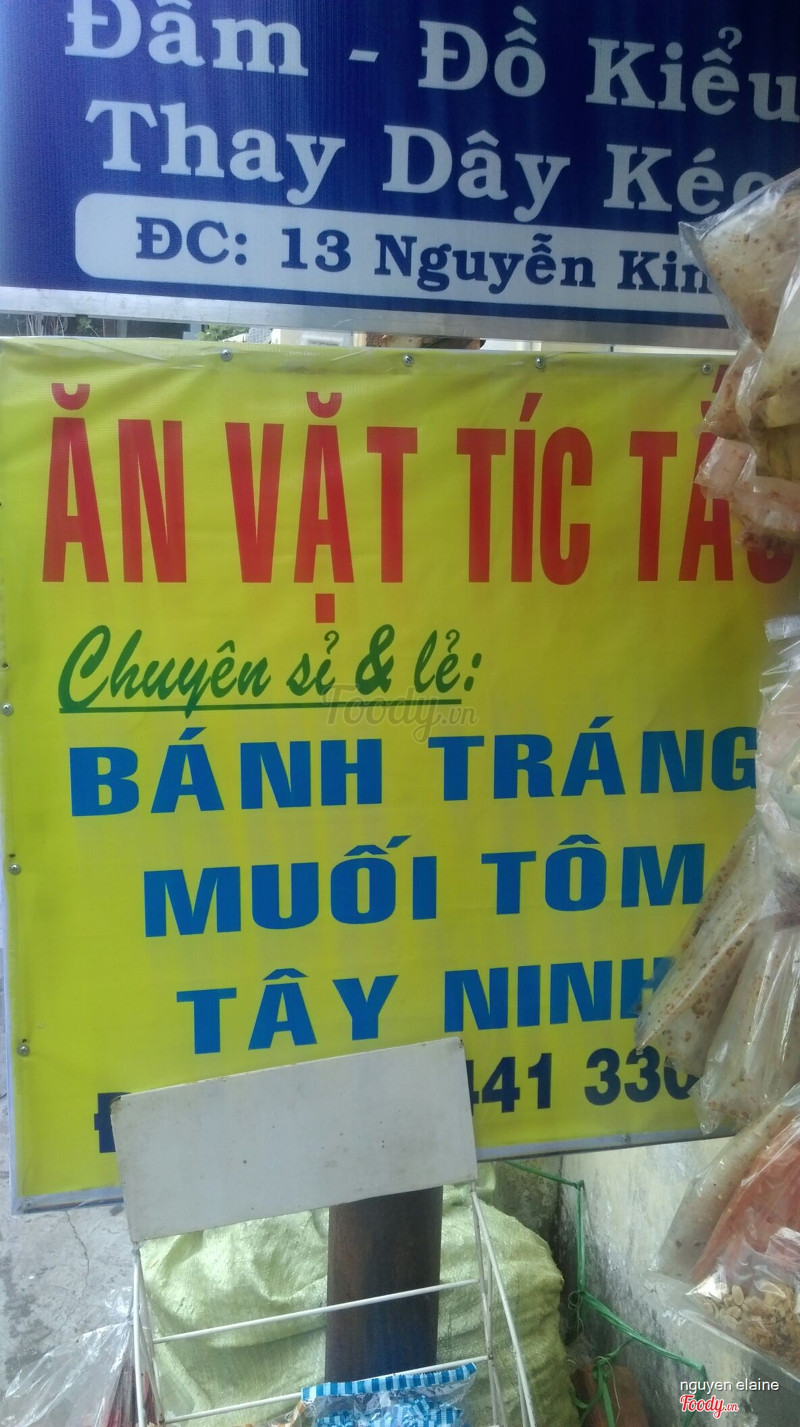 Đầm - Đồ Kiểu
Thay Dây Kéo
ĐC: 13 Nguyễn
ĂN VẶT TÍC TẮC
Chuyên sỉ & lẻ:
Foody.vn
BÁNH TRÁNG
MUỐI TÔM
TÂY NINH
441 330
nguyen elaine
Foody.vn